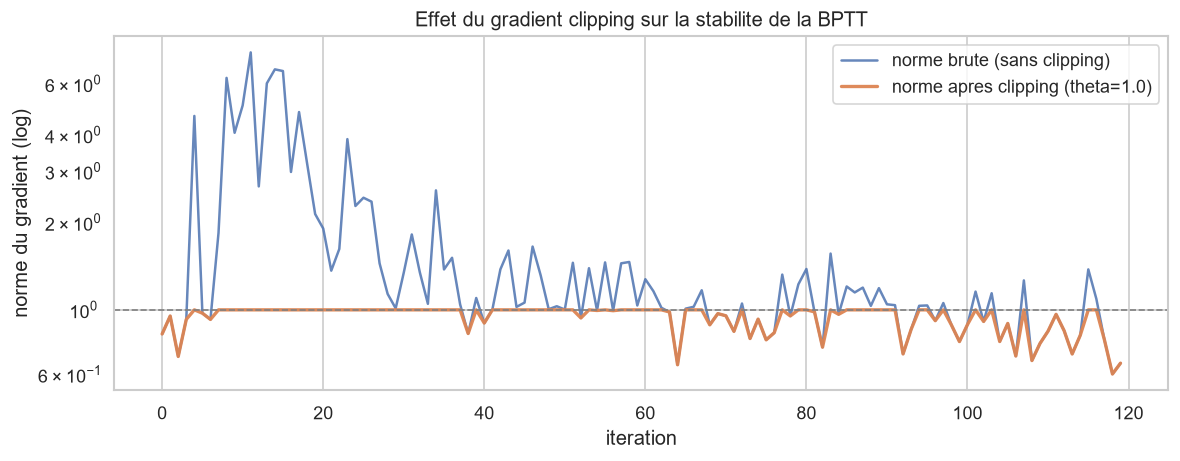 Effet du gradient clipping sur la stabilite de la BPTT
norme brute (sans clipping)
norme apres clipping (theta=1.0)
norme du gradient (log)
6 × 10⁰
4 × 10⁰
3 × 10⁰
2 × 10⁰
10⁰
6 × 10⁻¹
0 20 40 60 80 100 120
iteration